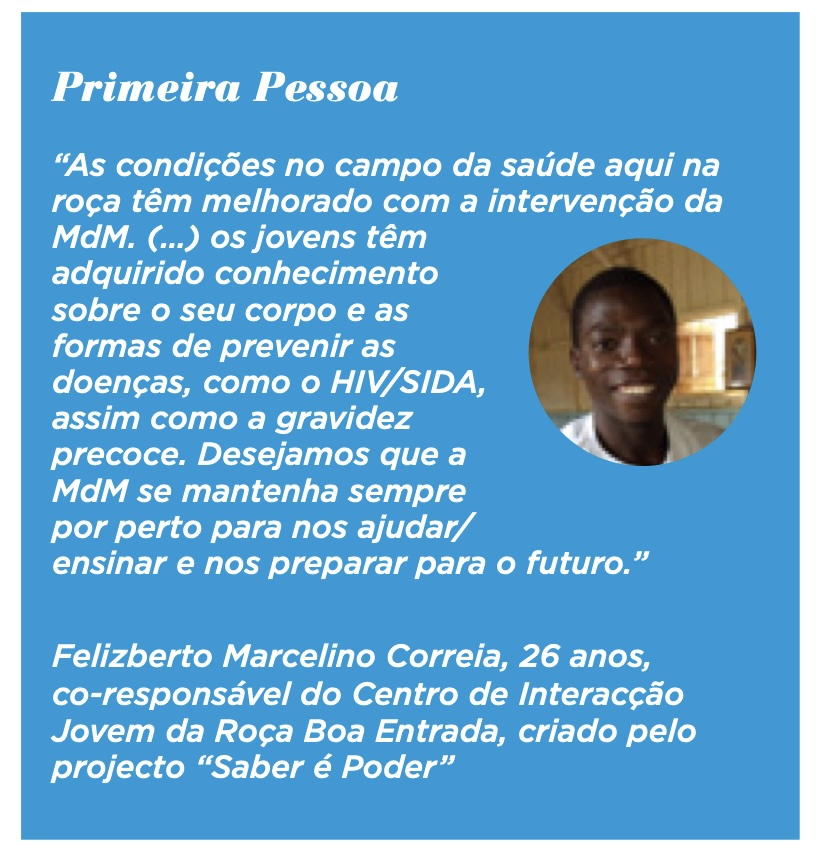 Primeira Pessoa
“As condições no campo da saúde aqui na
roça têm melhorado com a intervenção da
MdM. (...) os jovens têm
adquirido conhecimento
sobre o seu corpo e as
formas de prevenir as
doenças, como o HIV/SIDA,
assim como a gravidez
precoce. Desejamos que a
MdM se mantenha sempre
por perto para nos ajudar/
ensinar e nos preparar para o futuro.”
Felizberto Marcelino Correia, 26 anos,
co-responsável do Centro de Interacção
Jovem da Roça Boa Entrada, criado pelo
projecto “Saber é Poder”